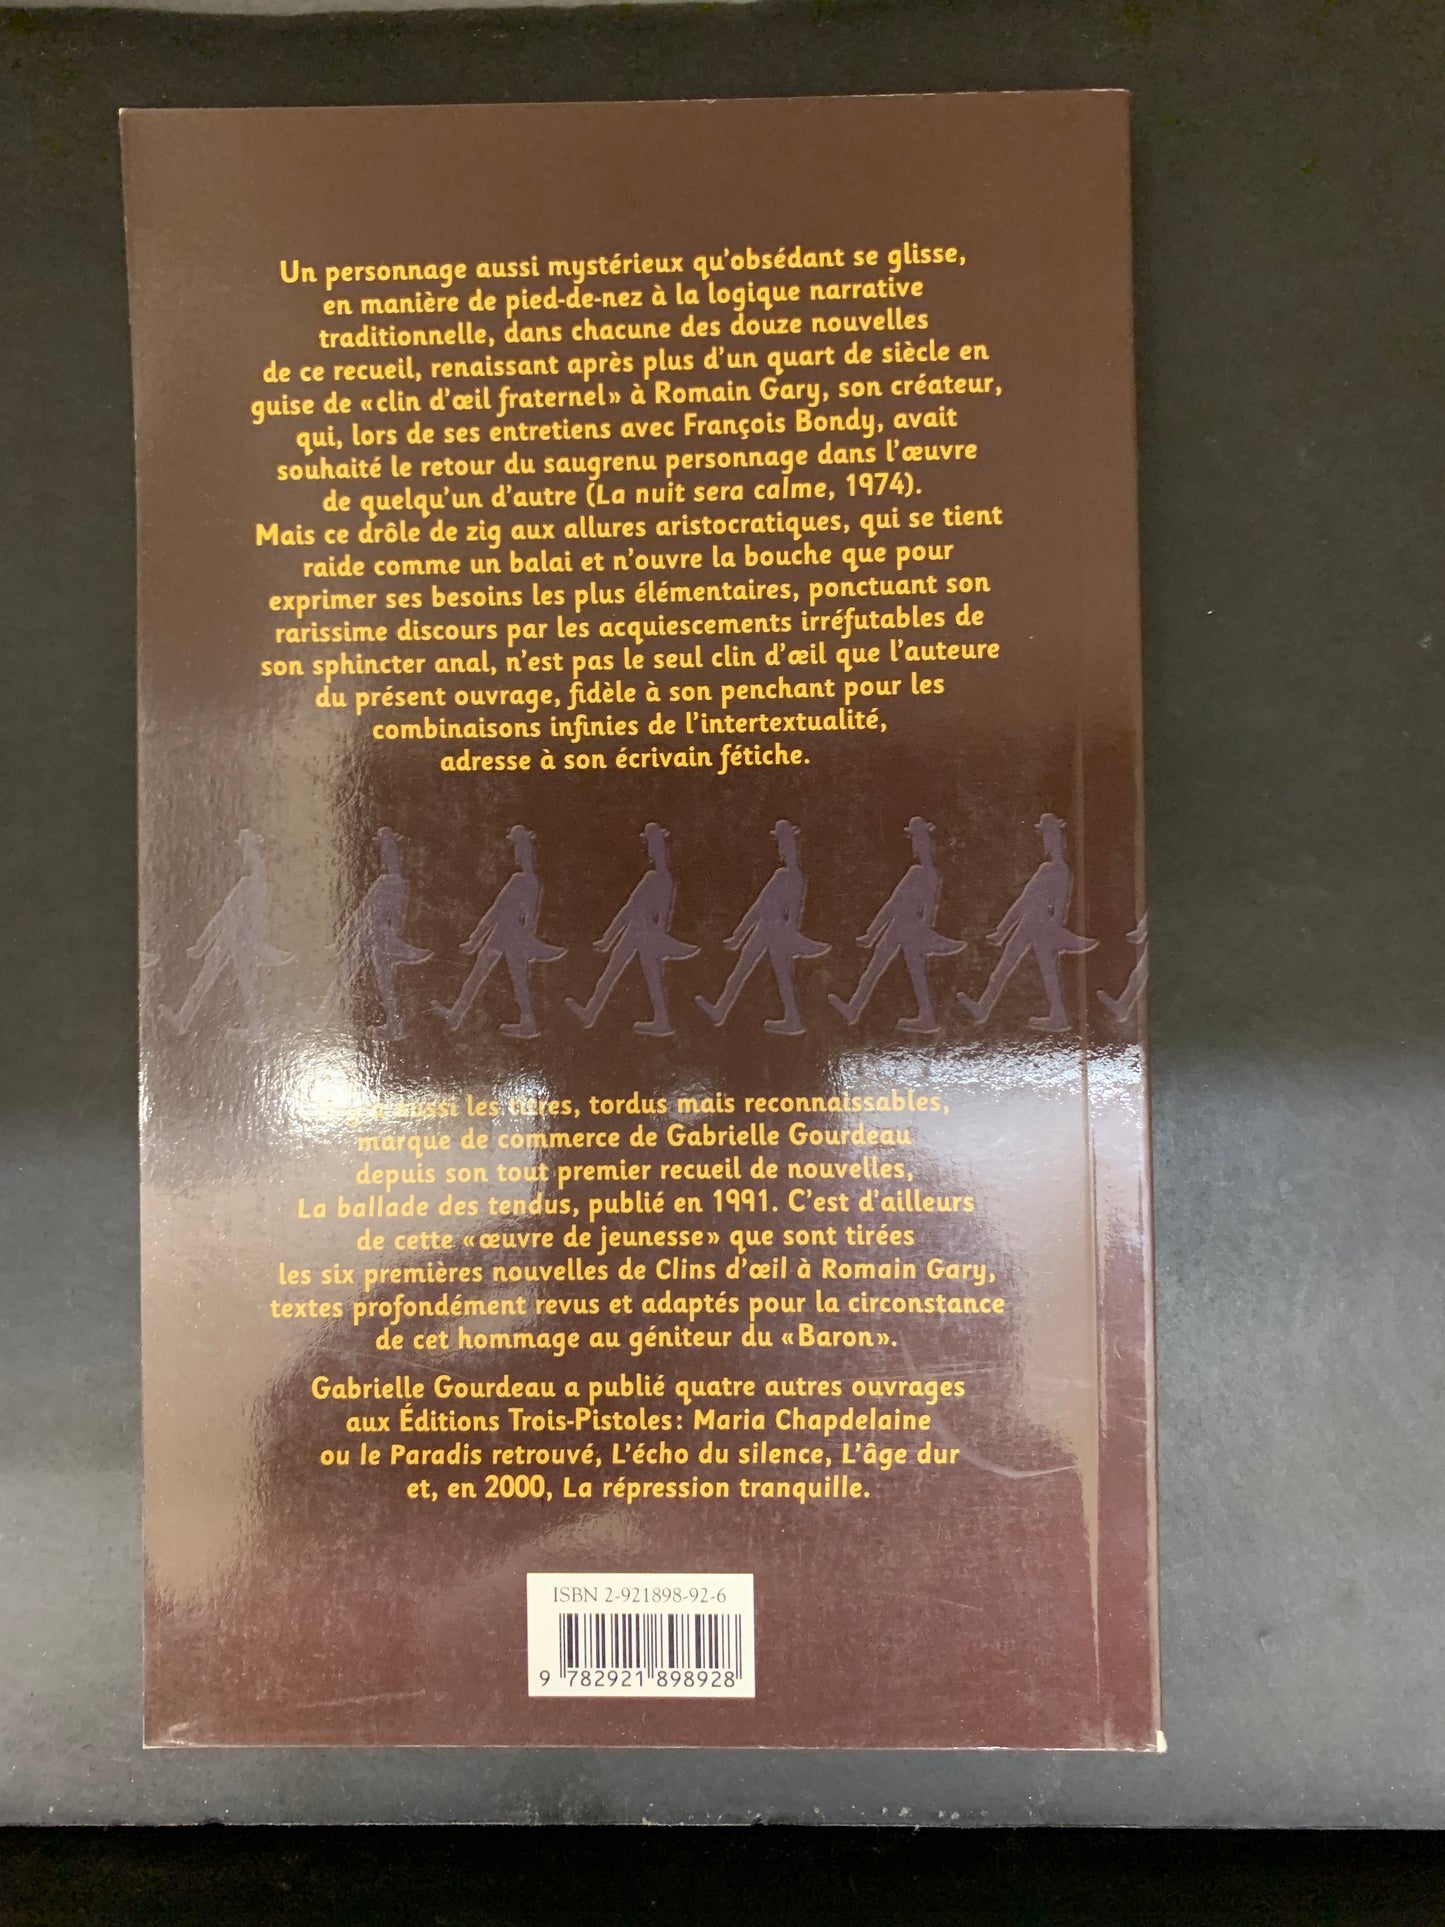 Un personnage aussi mystérieux qu'obsédant se glisse,
en manière de pied-de-nez à la logique narrative
traditionnelle, dans chacune des douze nouvelles
de ce recueil, renaissant après plus d'un quart de siècle en
guise de «clin d'œil fraternel» à Romain Gary, son créateur,
qui, lors de ses entretiens avec François Bondy, avait
souhaité le retour du saugrenu personnage dans l'œuvre
de quelqu'un d'autre (La nuit sera calme, 1974).
Mais ce drôle de zig aux allures aristocratiques, qui se tient
raide comme un balai et n'ouvre la bouche que pour
exprimer ses besoins les plus élémentaires, ponctuant son
rarissime discours par les acquiescements irréfutables de
son sphincter anal, n'est pas le seul clin d'œil que l'auteure
du présent ouvrage, fidèle à son penchant pour les
combinaisons infinies de l'intertextualité,
adresse à son écrivain fétiche.
a aussi les titres, tordus mais reconnaissables,
marque de commerce de Gabrielle Gourdeau
depuis son tout premier recueil de nouvelles,
La ballade des tendus, publié en 1991. C'est d'ailleurs
de cette «œuvre de jeunesse» que sont tirées
les six premières nouvelles de Clins d'œil à Romain Gary,
textes profondément revus et adaptés pour la circonstance
de cet hommage au géniteur du «Baron».
Gabrielle Gourdeau a publié quatre autres ouvrages
aux Éditions Trois-Pistoles: Maria Chapdelaine
ou le Paradis retrouvé, L'écho du silence, L'âge dur
et, en 2000, La répression tranquille.
ISBN 2-921898-92-6
9 782921 898928